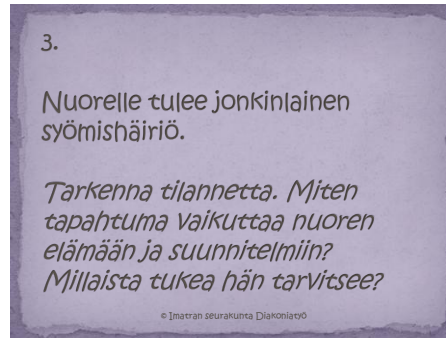 3.
Nuorelle tulee jonkinlainen
syömishäiriö.
Tarkenna tilannetta. Miten
tapahtuma vaikuttaa nuoren
elämään ja suunnitelmiin?
Millaista tukea hän tarvitsee?
© Imatran seurakunta Diakoniatyö